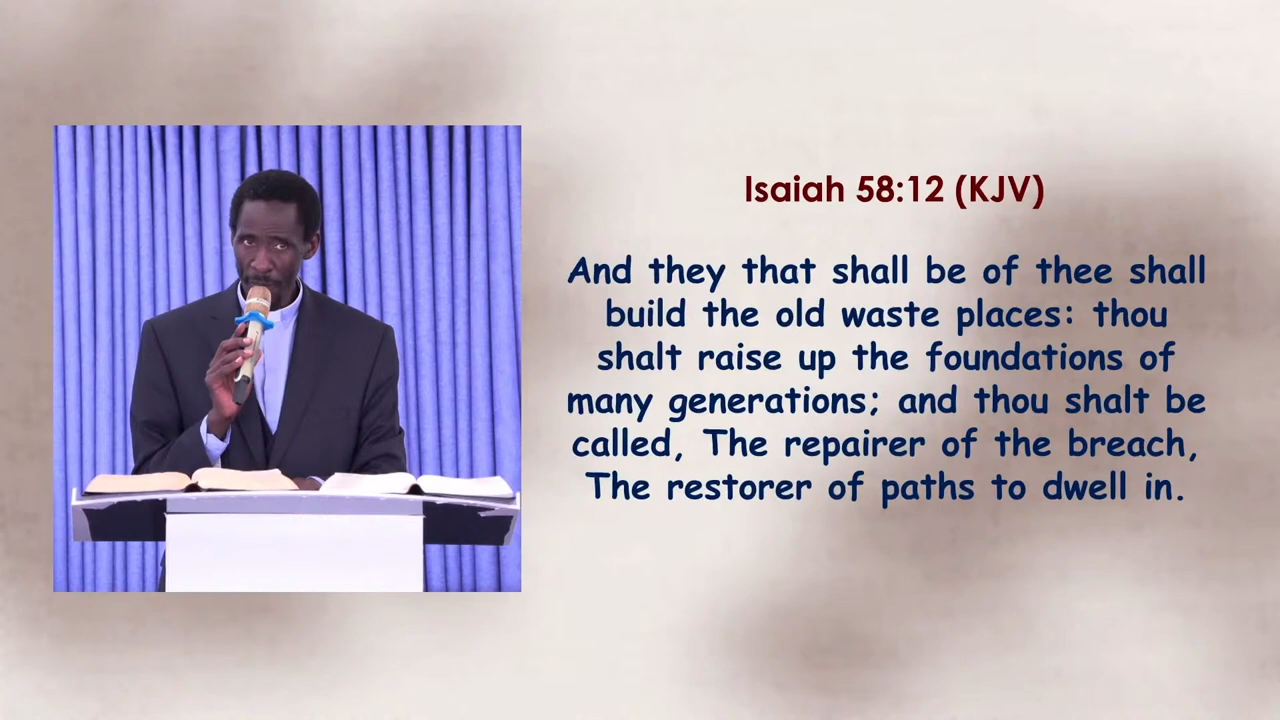 Isaiah 58:12 (KJV)
And they that shall be of thee shall
build the old waste places: thou
shalt raise up the foundations of
many generations; and thou shalt be
called, The repairer of the breach,
The restorer of paths to dwell in.